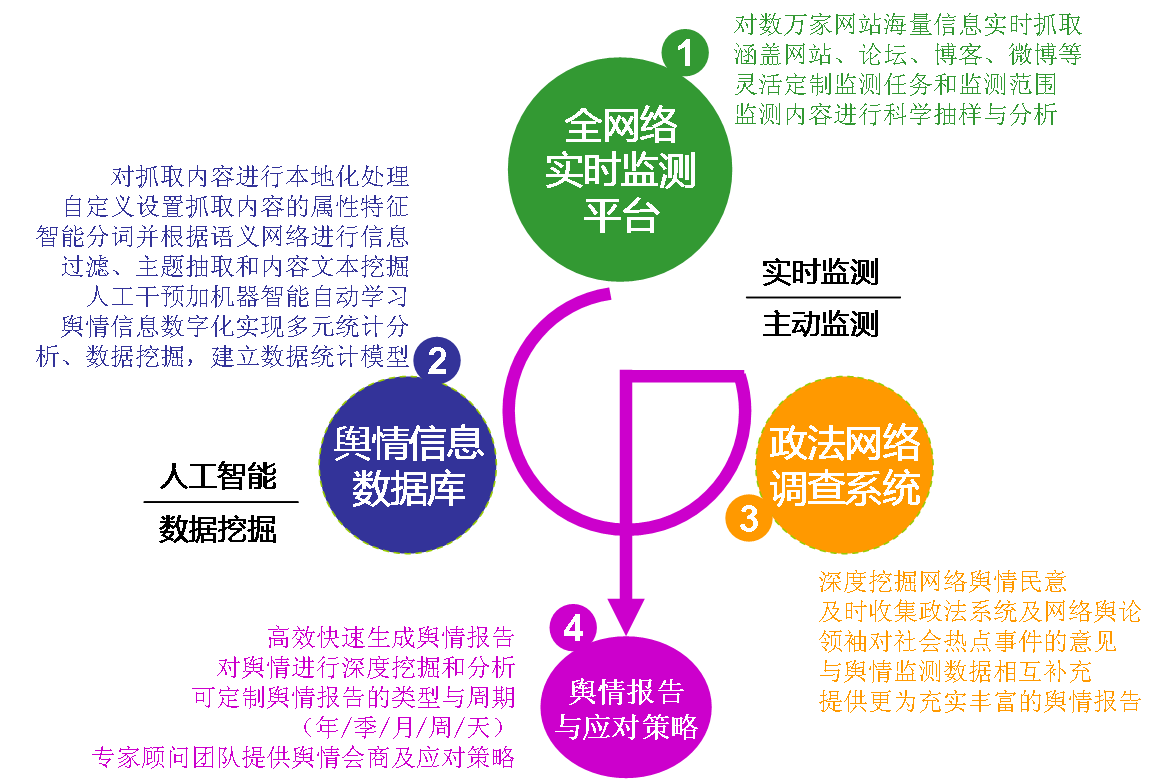 1
对数万家网站海量信息实时抓取
涵盖网站、论坛、博客、微博等
灵活定制监测任务和监测范围
监测内容进行科学抽样与分析
全网络
实时监测
平台
实时监测
主动监测
对抓取内容进行本地化处理
自定义设置抓取内容的属性特征
智能分词并根据语义网络进行信息
过滤、主题抽取和内容文本挖掘
人工干预加机器智能自动学习
舆情信息数字化实现多元统计分
析、数据挖掘，建立数据统计模型
2
舆情信息
数据库
人工智能
数据挖掘
政法网络
调查系统
3
深度挖掘网络舆情民意
及时收集政法系统及网络舆论
领袖对社会热点事件的意见
与舆情监测数据相互补充
提供更为充实丰富的舆情报告
4
高效快速生成舆情报告
对舆情进行深度挖掘和分析
可定制舆情报告的类型与周期
（年/季/月/周/天）
专家顾问团队提供舆情会商及应对策略
舆情报告
与应对策略